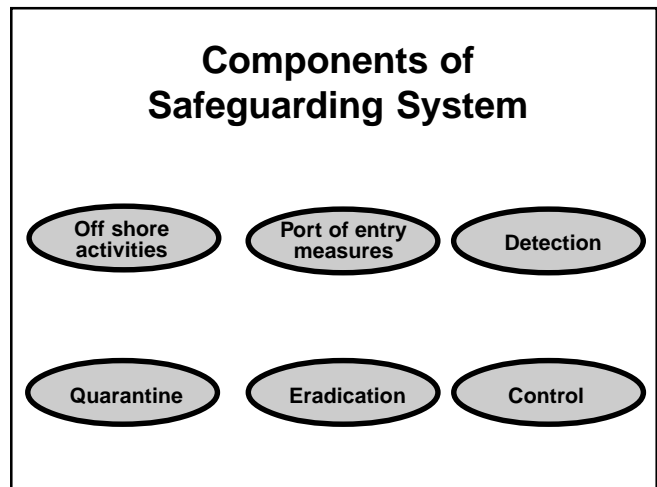 Components of
Safeguarding System
Off shore
activities
Port of entry
measures
Detection
Quarantine
Eradication
Control